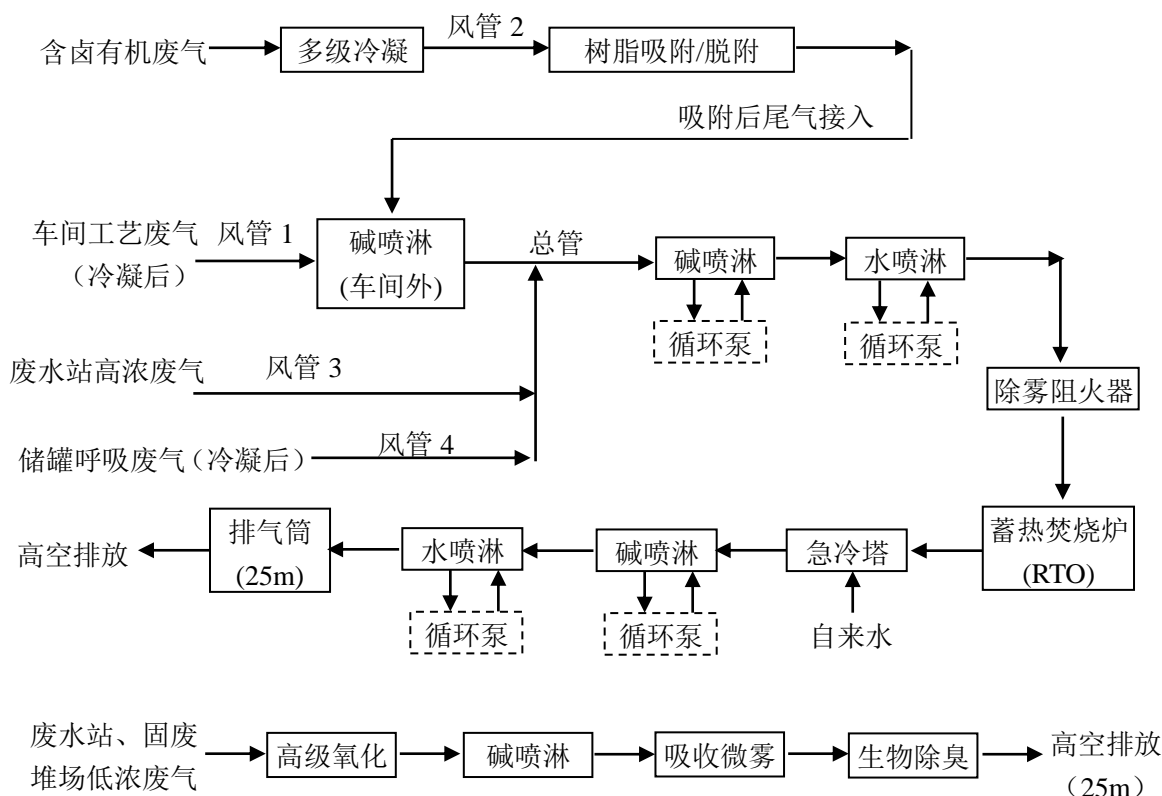 含卤有机废气
多级冷凝
风管 2
树脂吸附/脱附
吸附后尾气接入
车间工艺废气
（冷凝后）
风管 1
碱喷淋
(车间外)
总管
碱喷淋
循环泵
水喷淋
循环泵
废水站高浓废气
风管 3
除雾阻火器
储罐呼吸废气（冷凝后）
风管 4
蓄热焚烧炉
(RTO)
急冷塔
自来水
碱喷淋
循环泵
水喷淋
循环泵
排气筒
(25m)
高空排放
废水站、固废
堆场低浓废气
高级氧化
碱喷淋
吸收微雾
生物除臭
高空排放
（25m）